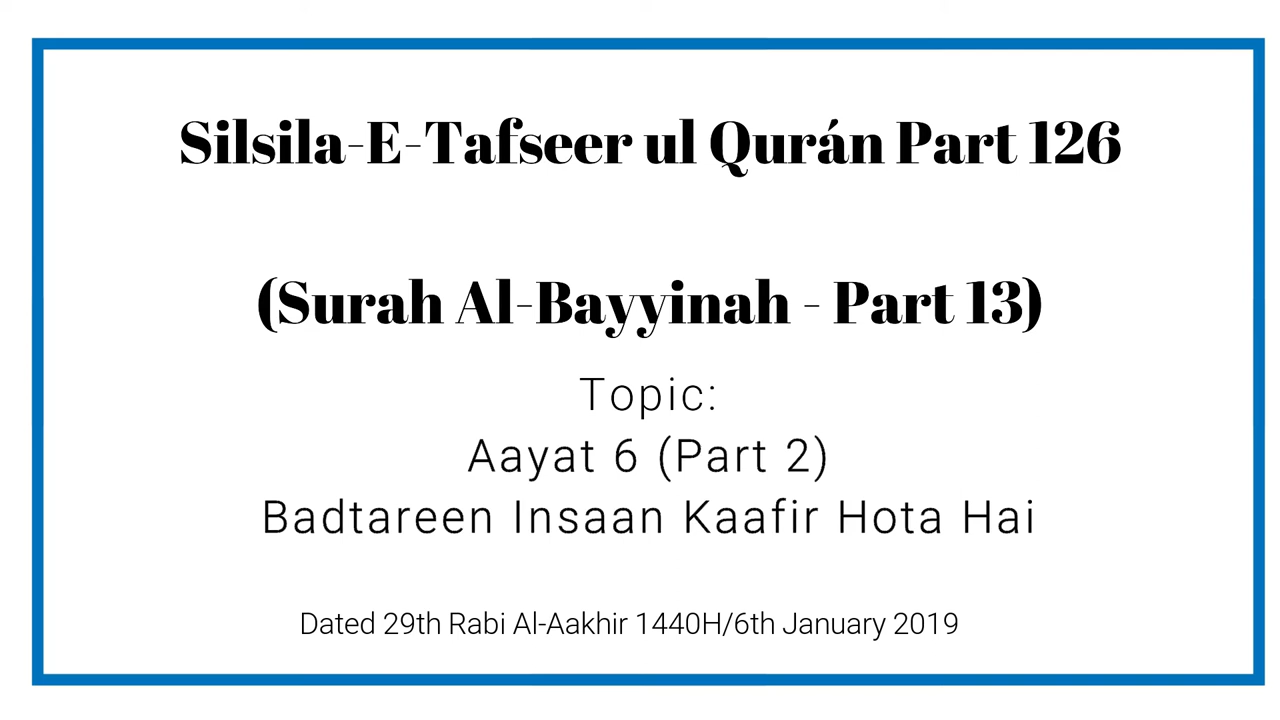 Silsila-E-Tafseer ul Qurán Part 126
(Surah Al-Bayyinah - Part 13)
Topic:
Aayat 6 (Part 2)
Badtareen Insaan Kaafir Hota Hai
Dated 29th Rabi Al-Aakhir 1440H/6th January 2019